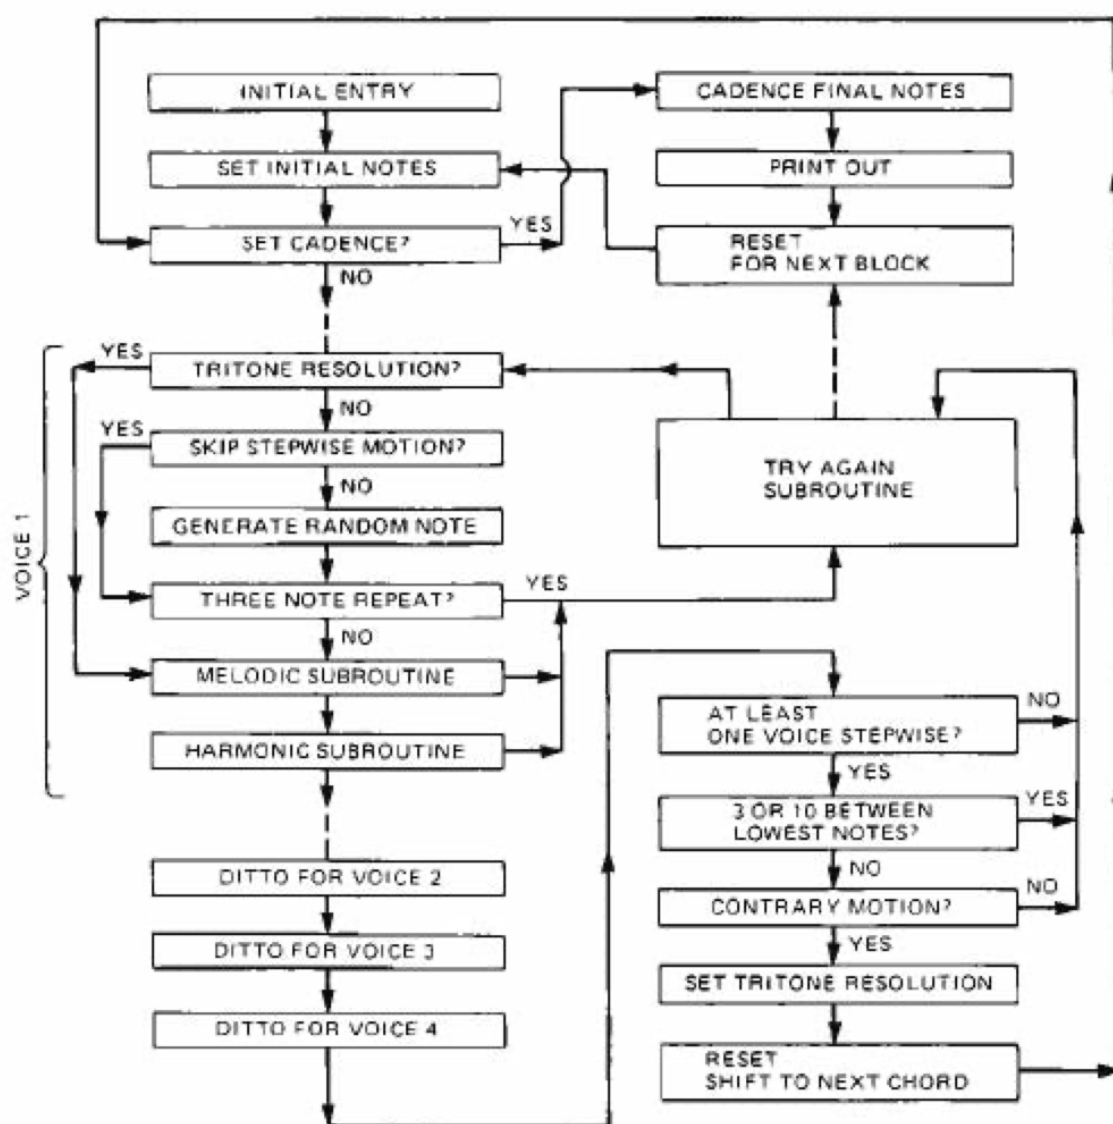 INITIAL ENTRY
SET INITIAL NOTES
SET CADENCE?
YES
NO
CADENCE FINAL NOTES
PRINT OUT
RESET
FOR NEXT BLOCK
VOICE 1
YES
TRITONE RESOLUTION?
NO
YES
SKIP STEPWISE MOTION?
NO
GENERATE RANDOM NOTE
THREE NOTE REPEAT?
YES
NO
MELODIC SUBROUTINE
HARMONIC SUBROUTINE
DITTO FOR VOICE 2
DITTO FOR VOICE 3
DITTO FOR VOICE 4
TRY AGAIN
SUBROUTINE
AT LEAST
ONE VOICE STEPWISE?
NO
YES
3 OR 10 BETWEEN
LOWEST NOTES?
YES
NO
CONTRARY MOTION?
NO
YES
SET TRITONE RESOLUTION
RESET
SHIFT TO NEXT CHORD